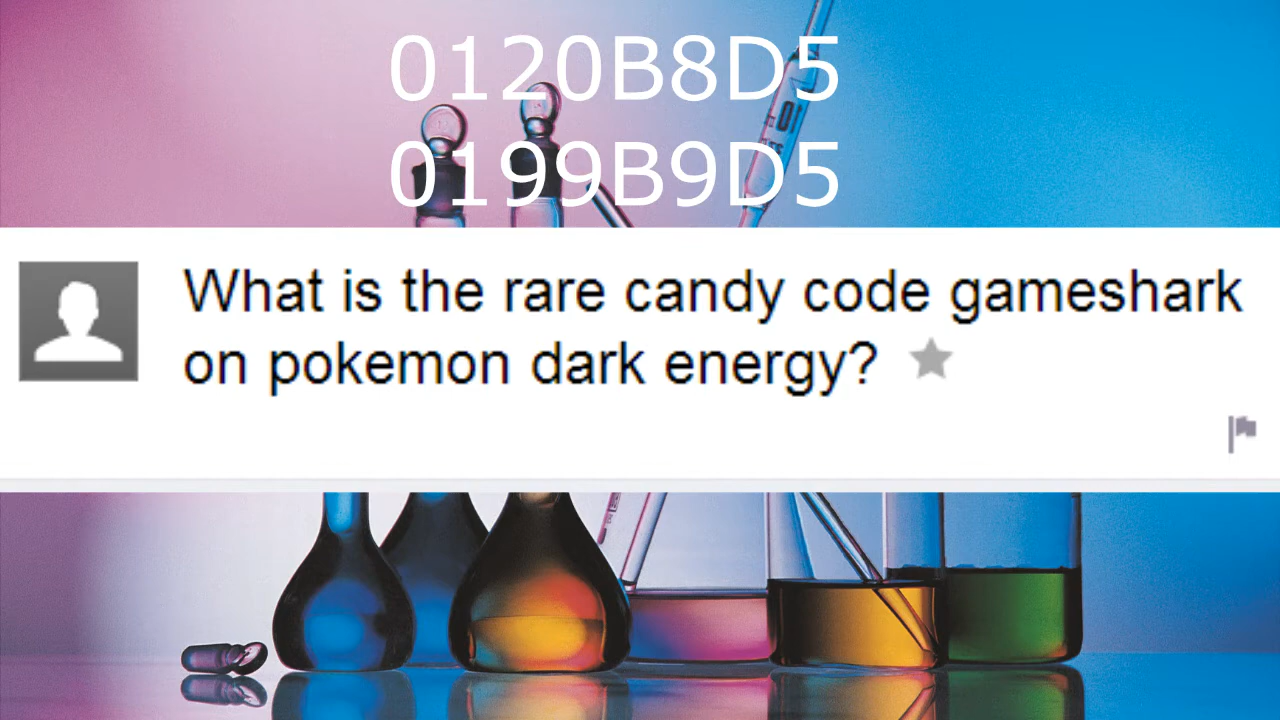 0120B8D5
0199B9D5
What is the rare candy code gameshark
on pokemon dark energy?